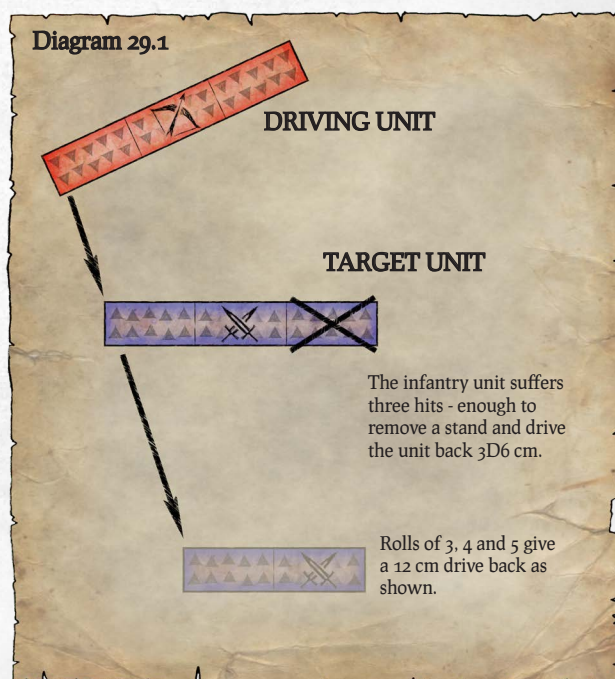 Diagram 29.1
DRIVING UNIT
TARGET UNIT
The infantry unit suffers
three hits - enough to
remove a stand and drive
the unit back 3D6 cm.
Rolls of 3, 4 and 5 give
a 12 cm drive back as
shown.